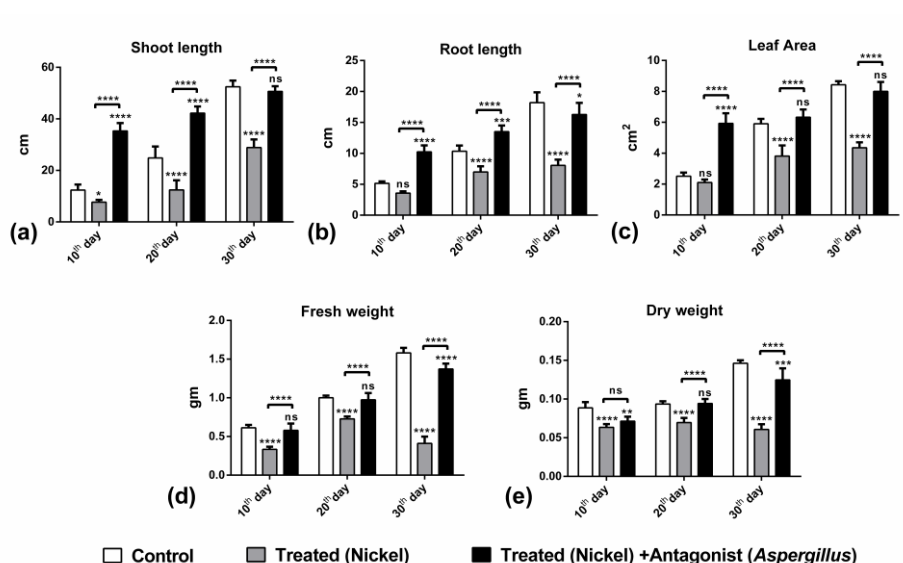 Shoot length
60
40
20
0
cm
*
****
****
****
****
****
****
****
ns
10th day
20th day
30th day
(a)
Root length
25
20
15
10
5
0
cm
ns
****
****
****
***
****
****
*
****
10th day
20th day
30th day
(b)
Leaf Area
10
8
6
4
2
0
cm2
ns
****
****
****
ns
****
****
ns
****
10th day
20th day
30th day
(c)
Fresh weight
2.0
1.5
1.0
0.5
0.0
gm
****
ns
****
****
ns
****
****
****
****
10th day
20th day
30th day
(d)
Dry weight
0.20
0.15
0.10
0.05
0.00
gm
****
**
ns
****
ns
****
****
***
****
10th day
20th day
30th day
(e)
Control
Treated (Nickel)
Treated (Nickel) +Antagonist (Aspergillus)